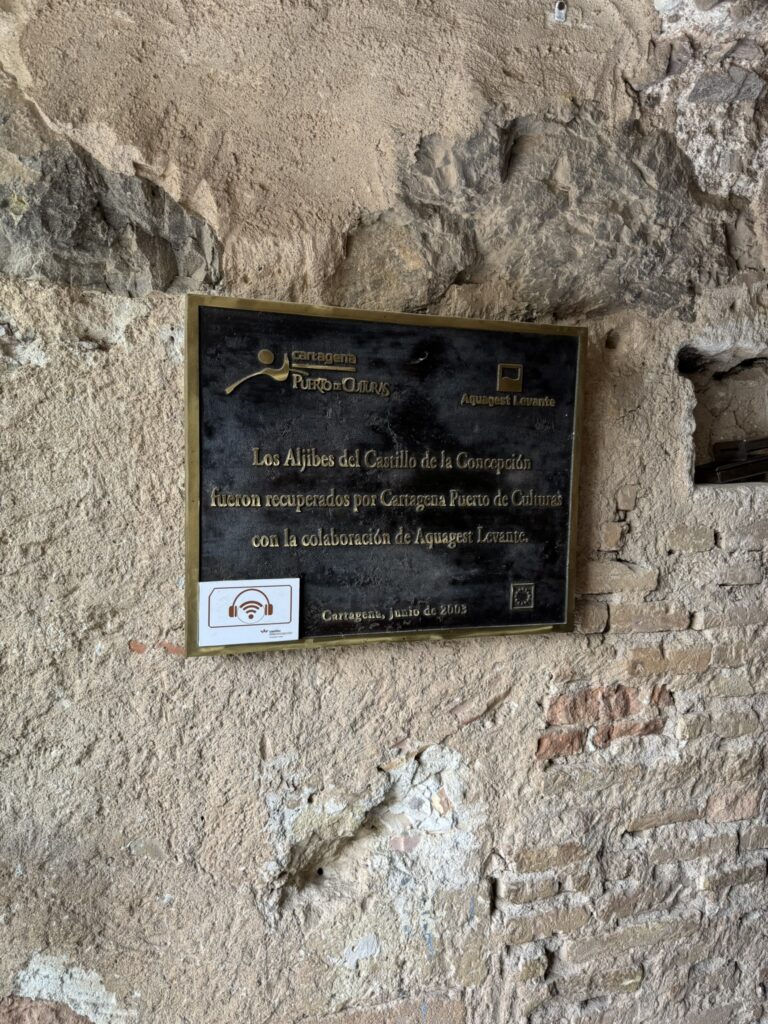 cartagena
PUERTO DE CULTURAS
Aquagest Levante
Los Aljibes del Castillo de la Concepción
fueron recuperados por Cartagena Puerto de Culturas
con la colaboración de Aquagest Levante.
Cartagena, junio de 2003